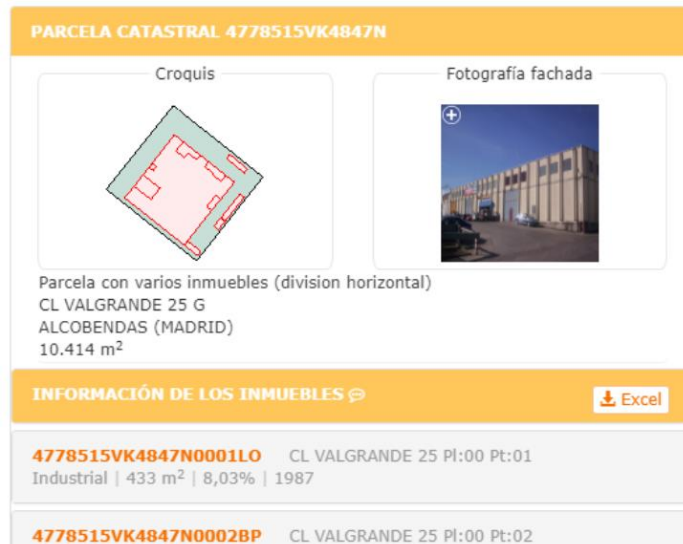 PARCELA CATASTRAL 4778515VK4847N
Croquis
Fotografía fachada
Parcela con varios inmuebles (division horizontal)
CL VALGRANDE 25 G
ALCOBENDAS (MADRID)
10.414 m²
INFORMACIÓN DE LOS INMUEBLES
Excel
4778515VK4847N0001LO CL VALGRANDE 25 Pl:00 Pt:01
Industrial | 433 m² | 8,03% | 1987
4778515VK4847N0002BP CL VALGRANDE 25 Pl:00 Pt:02